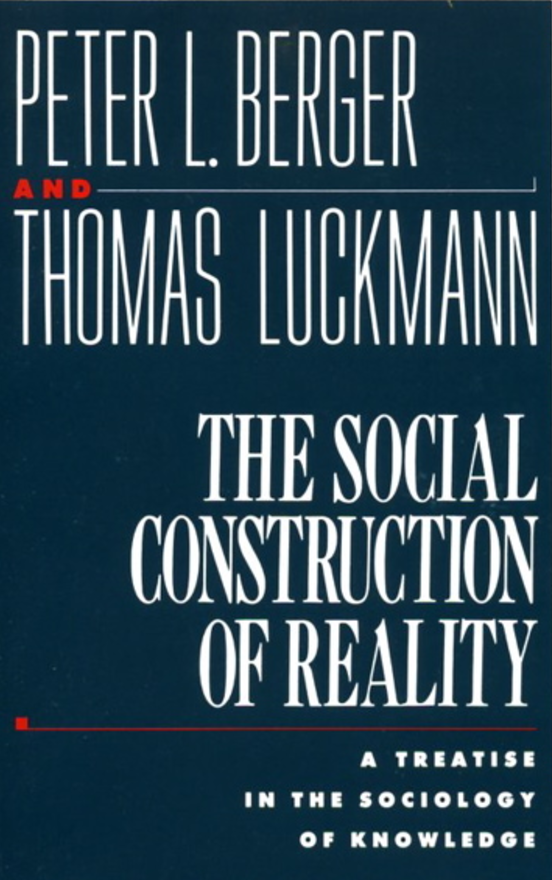 PETER L. BERGER
AND
THOMAS LUCKMANN
THE SOCIAL
CONSTRUCTION
OF REALITY
A TREATISE
IN THE SOCIOLOGY
OF KNOWLEDGE